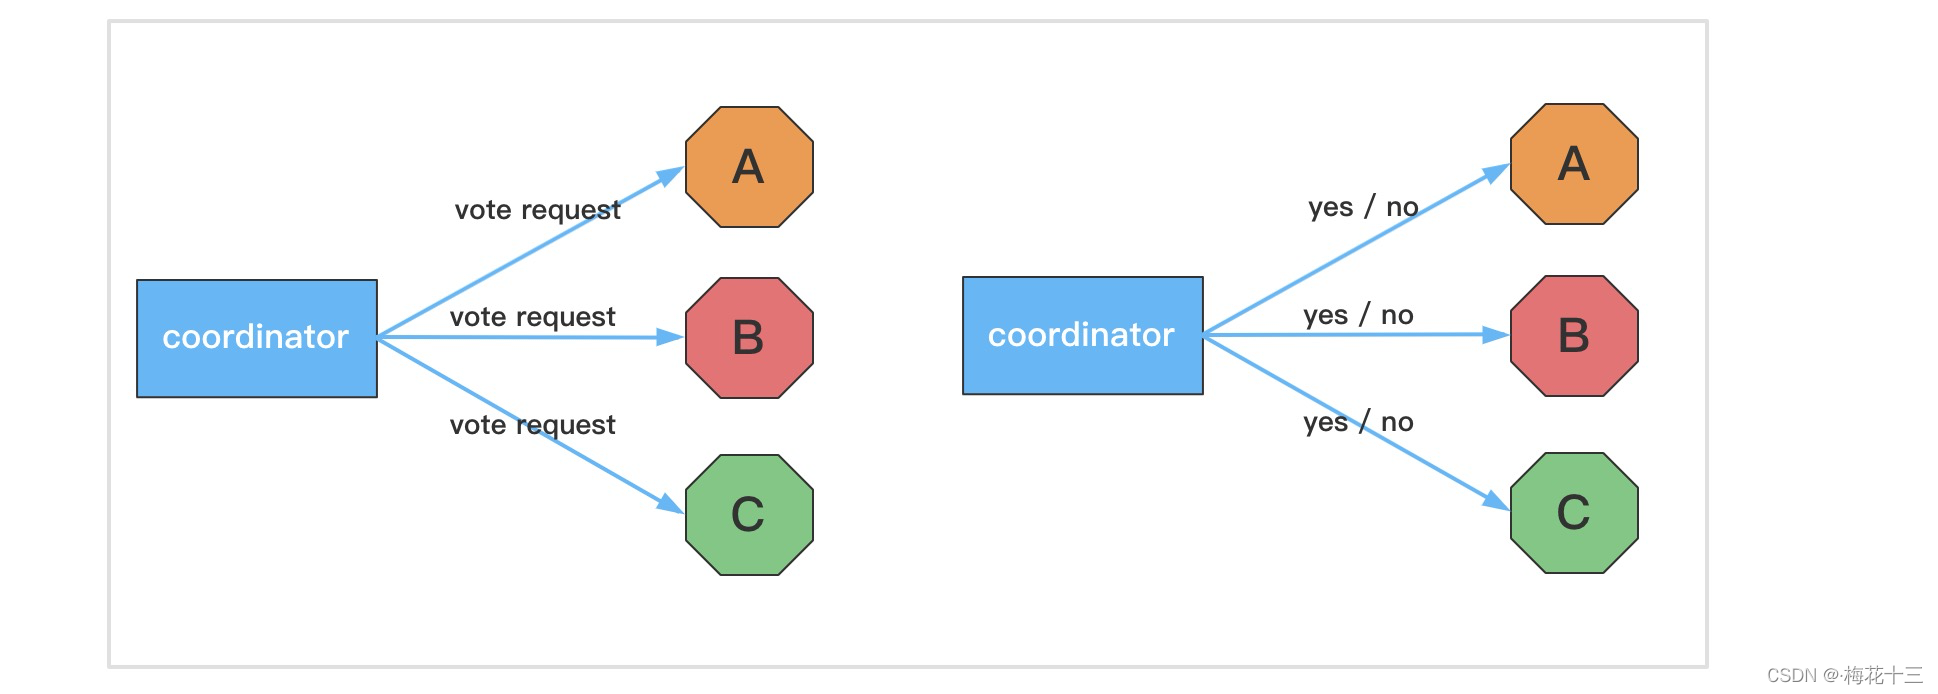 coordinator
vote request
vote request
vote request
A
B
C
coordinator
yes / no
yes / no
yes / no
A
B
C
CSDN @·梅花十三